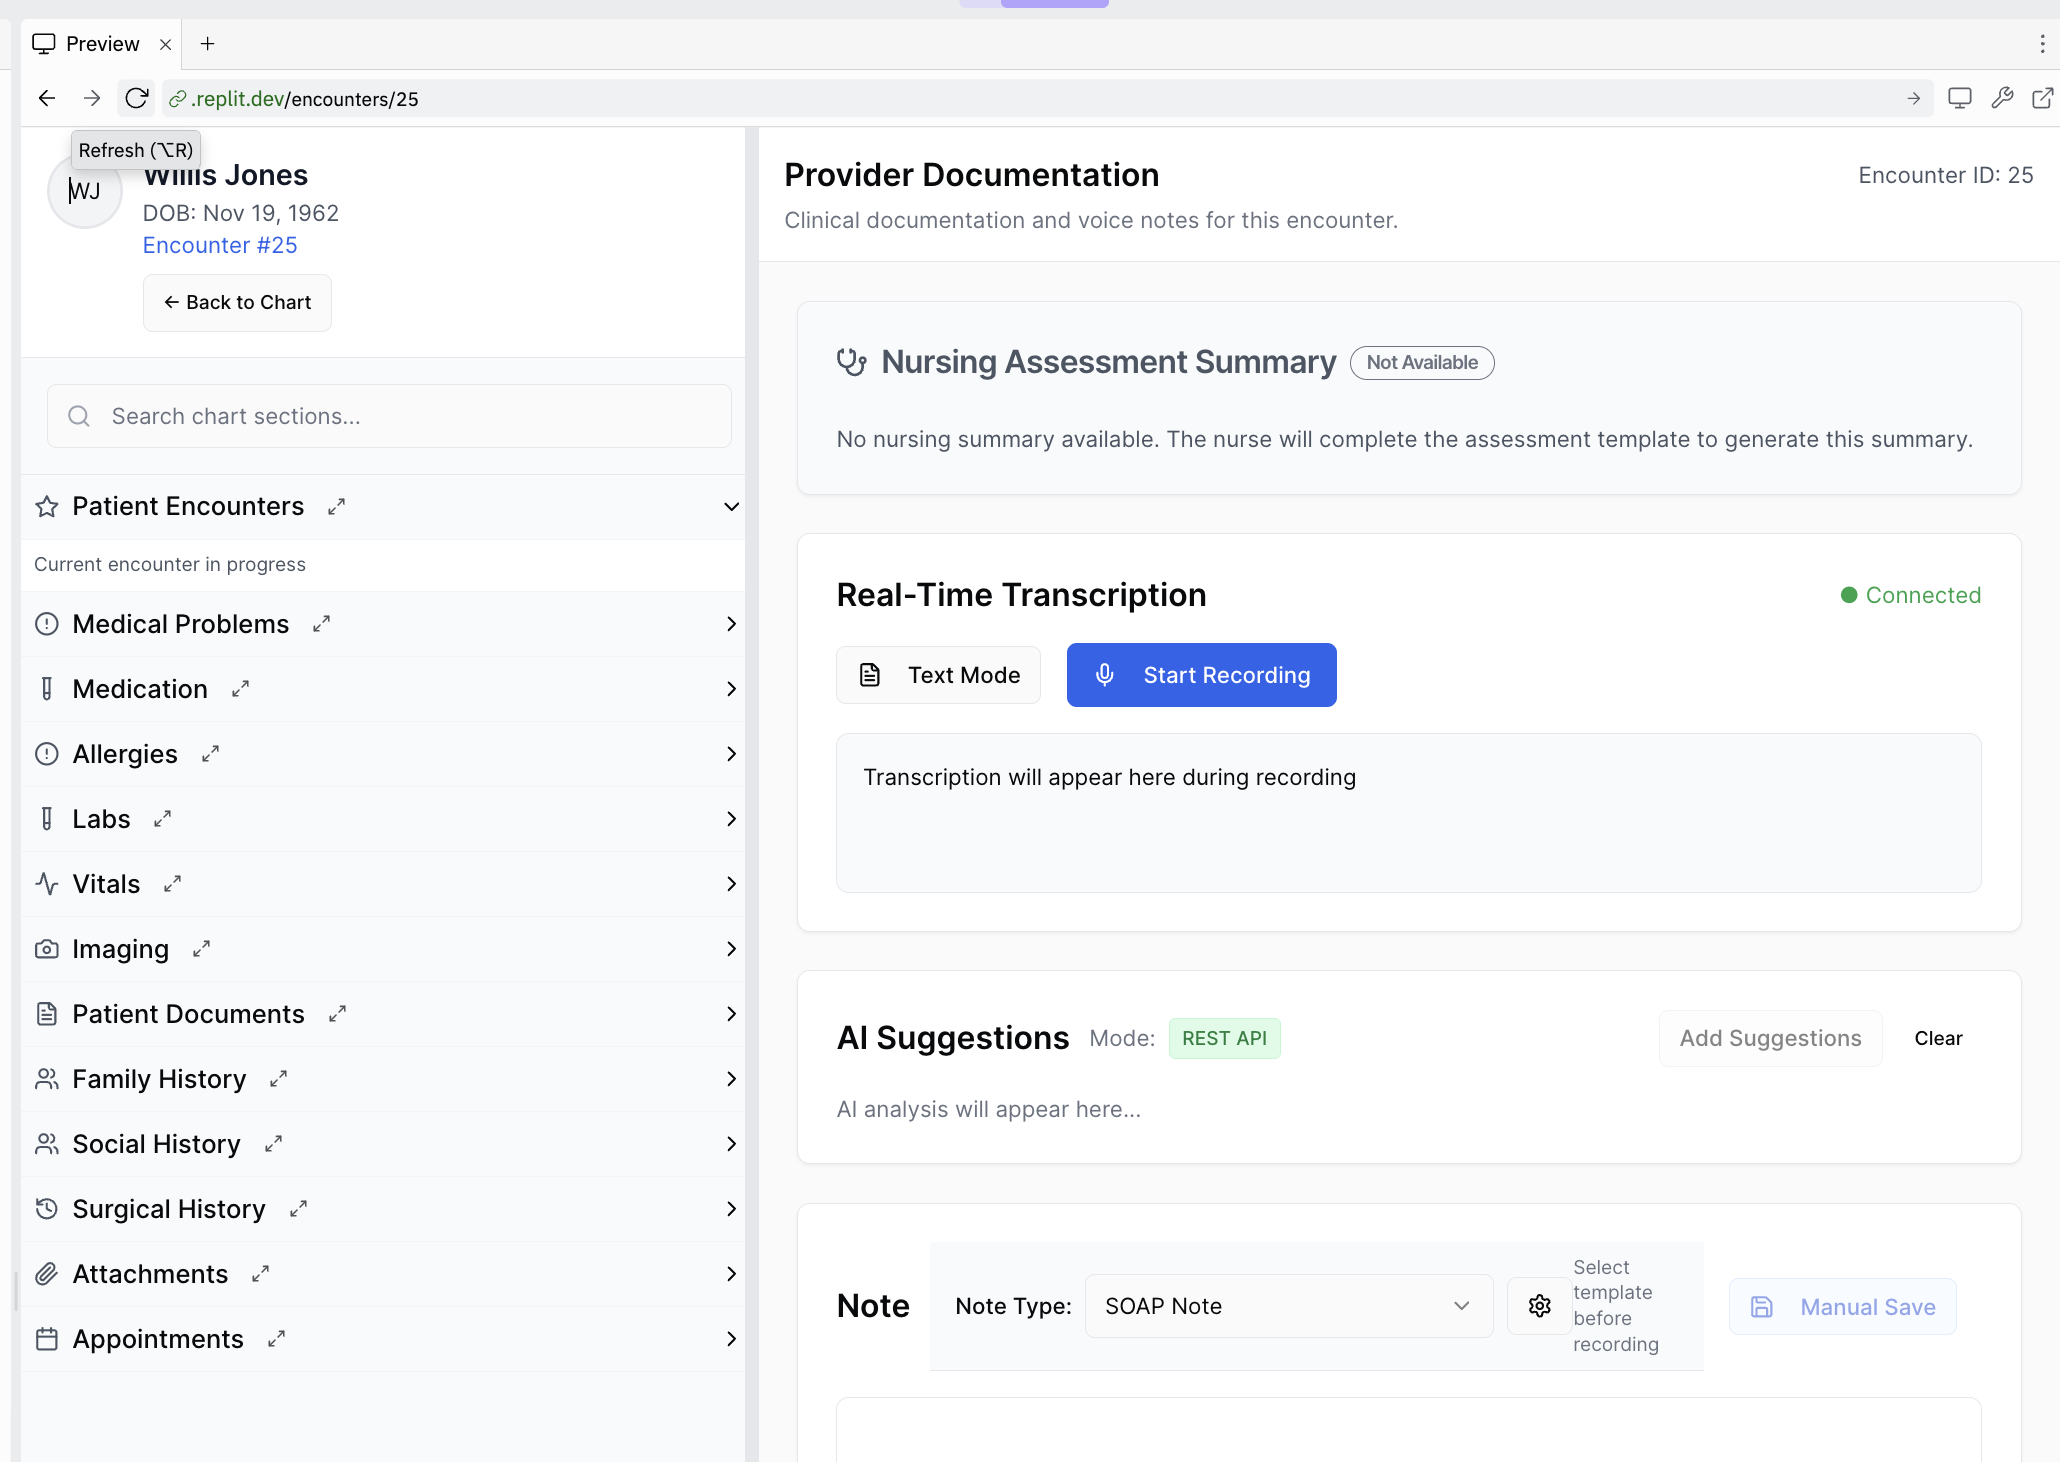 Preview
.replit.dev/encounters/25
Refresh (⌥R)
WJ
Willis Jones
DOB: Nov 19, 1962
Encounter #25
← Back to Chart
Search chart sections...
Patient Encounters
Current encounter in progress
Medical Problems
Medication
Allergies
Labs
Vitals
Imaging
Patient Documents
Family History
Social History
Surgical History
Attachments
Appointments
Provider Documentation
Encounter ID: 25
Clinical documentation and voice notes for this encounter.
Nursing Assessment Summary
Not Available
No nursing summary available. The nurse will complete the assessment template to generate this summary.
Real-Time Transcription
Connected
Text Mode
Start Recording
Transcription will appear here during recording
AI Suggestions
Mode:
REST API
Add Suggestions
Clear
AI analysis will appear here...
Note
Note Type:
SOAP Note
Select
template
before
recording
Manual Save